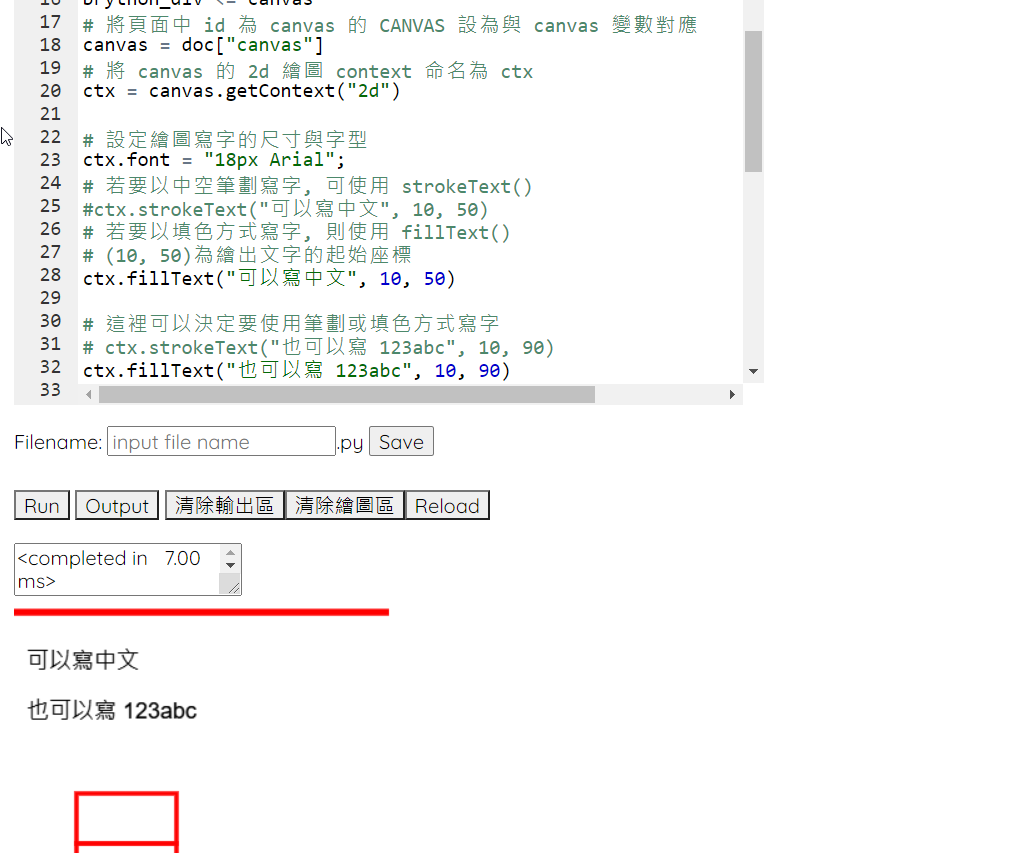 16 brython_div <= canvas
17 # 將頁面中 id 為 canvas 的 CANVAS 設為與 canvas 變數對應
18 canvas = doc["canvas"]
19 # 將 canvas 的 2d 繪圖 context 命名為 ctx
20 ctx = canvas.getContext("2d")
21
22 # 設定繪圖寫字的尺寸與字型
23 ctx.font = "18px Arial";
24 # 若要以中空筆劃寫字, 可使用 strokeText()
25 #ctx.strokeText("可以寫中文", 10, 50)
26 # 若要以填色方式寫字, 則使用 fillText()
27 # (10, 50)為繪出文字的起始座標
28 ctx.fillText("可以寫中文", 10, 50)
29
30 # 這裡可以決定要使用筆劃或填色方式寫字
31 # ctx.strokeText("也可以寫 123abc", 10, 90)
32 ctx.fillText("也可以寫 123abc", 10, 90)
33
Filename: input file name .py Save
Run Output 清除輸出區 清除繪圖區 Reload
<completed in 7.00
ms>
可以寫中文
也可以寫 123abc